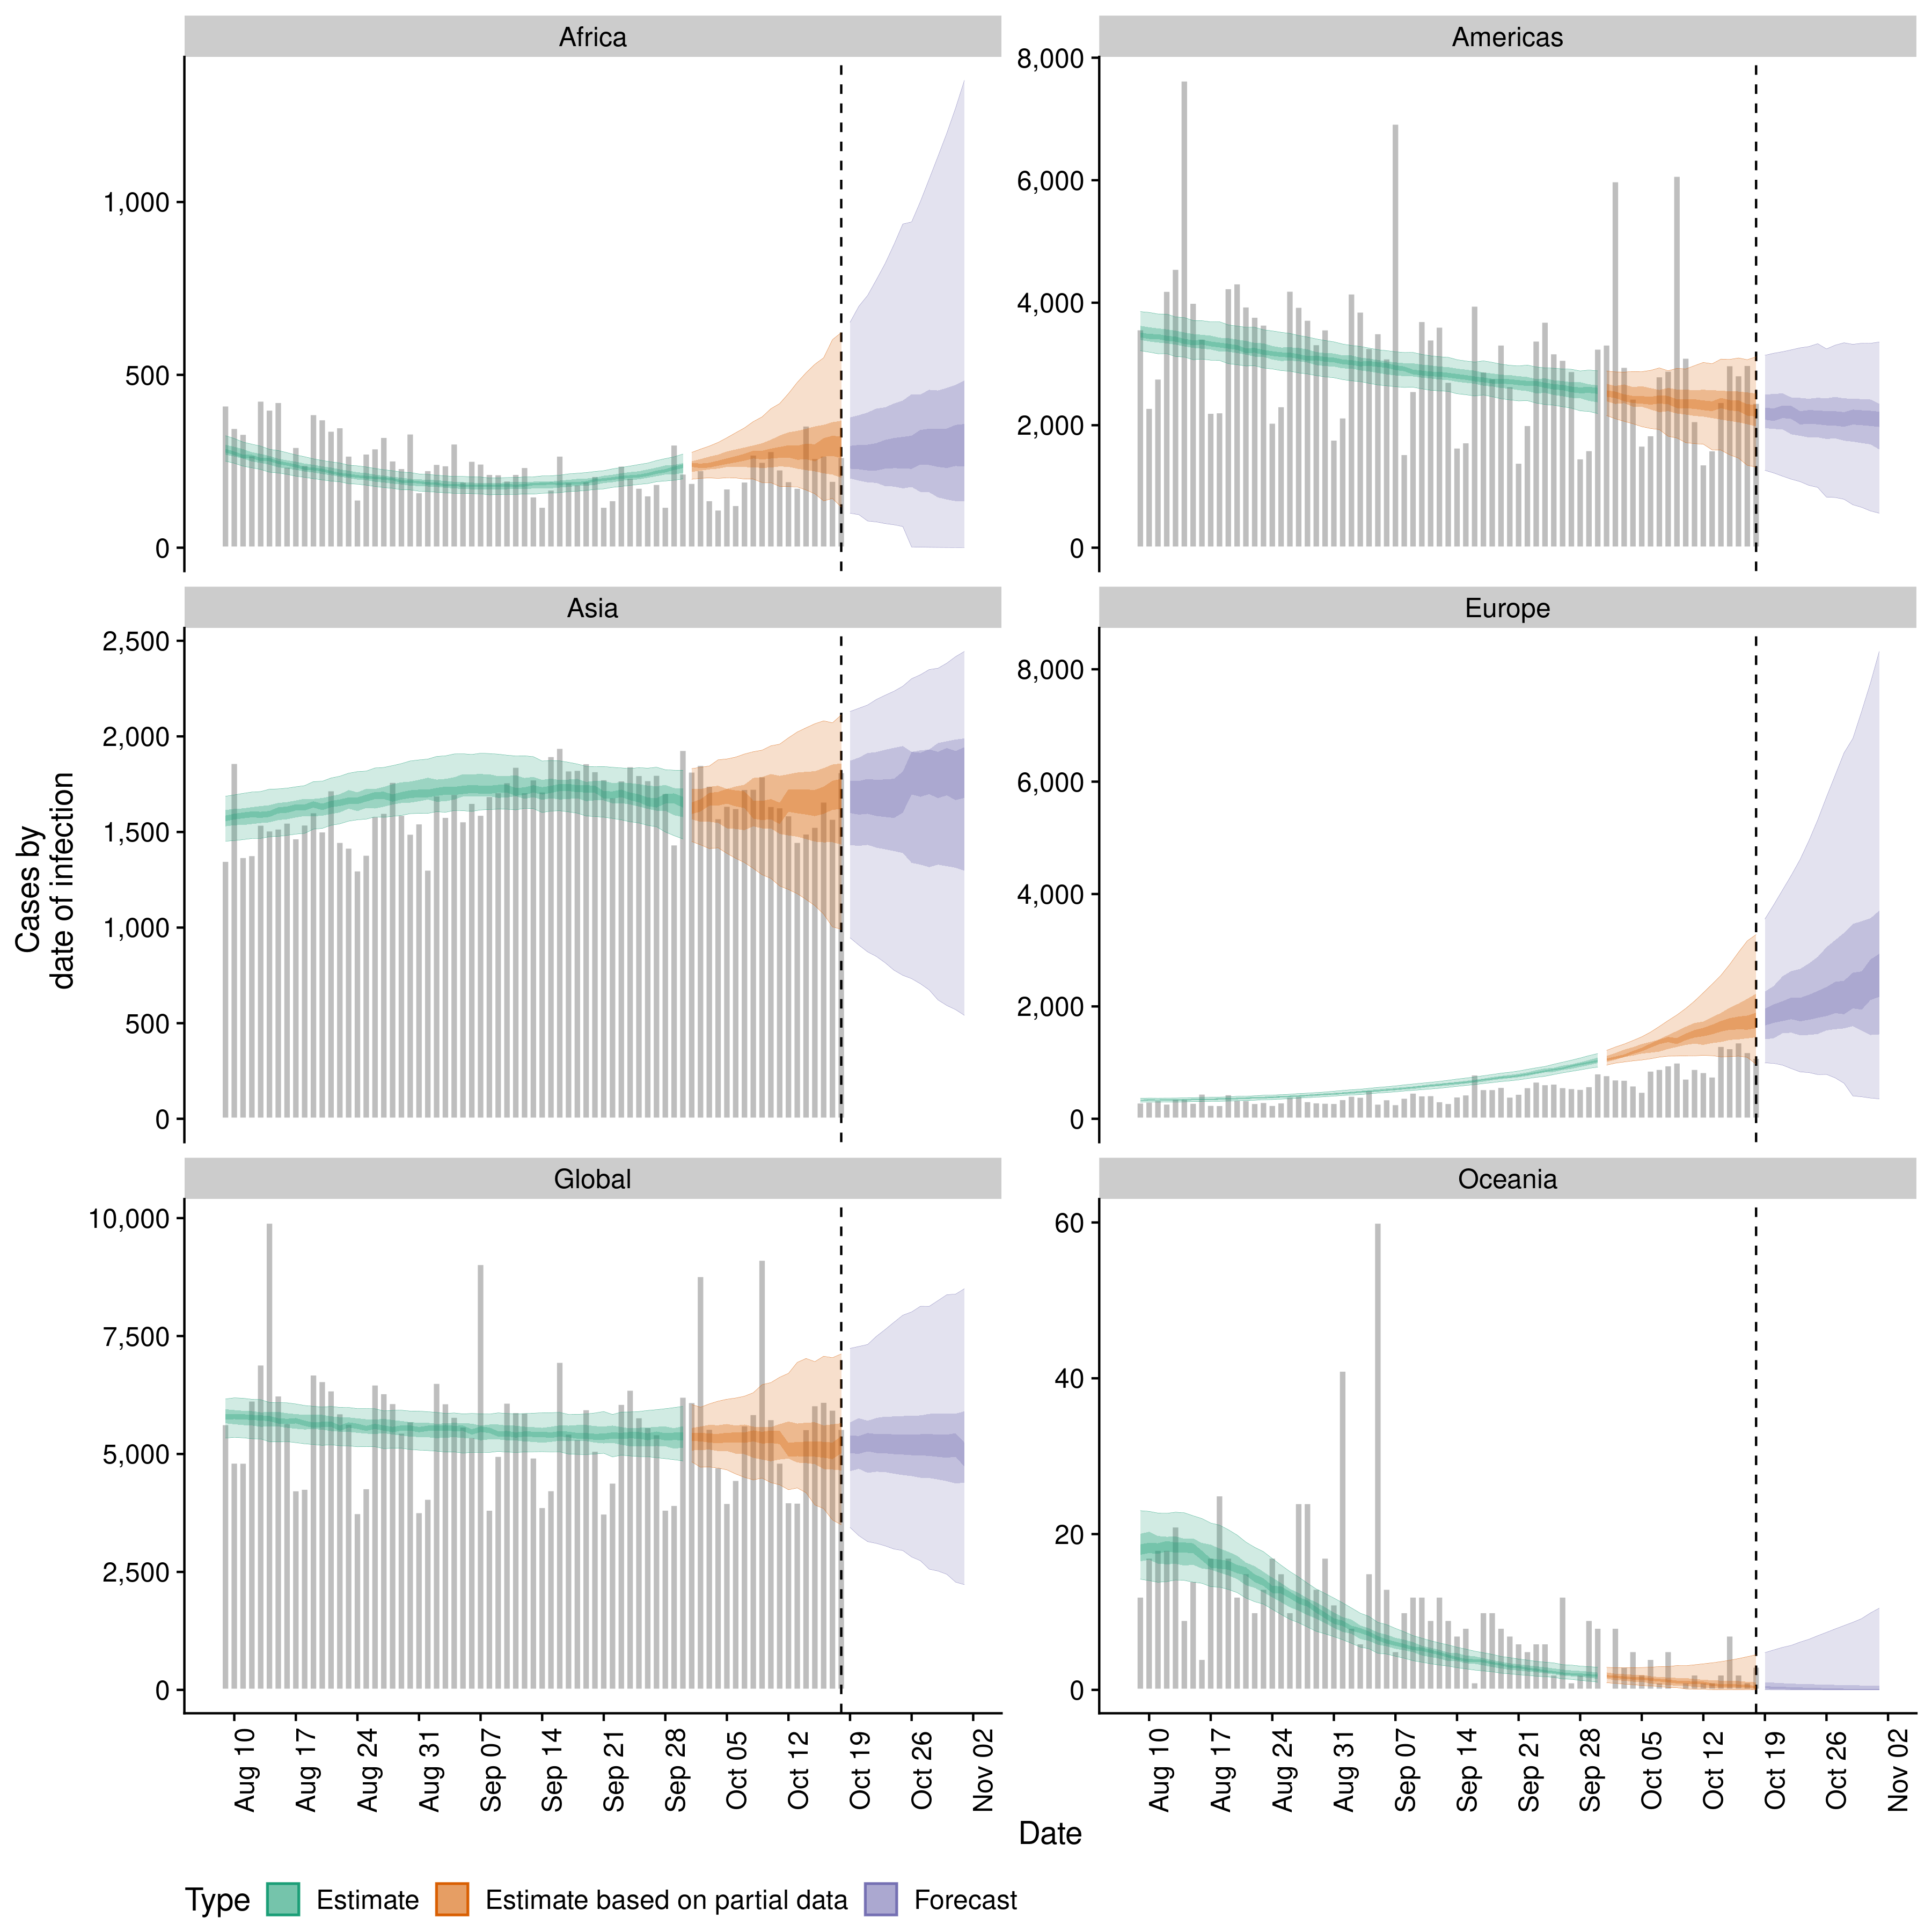 Africa
Americas
1,000
500
0
8,000
6,000
4,000
2,000
0
Asia
Europe
2,500
2,000
1,500
1,000
500
0
8,000
6,000
4,000
2,000
0
Cases by
date of infection
Global
Oceania
10,000
7,500
5,000
2,500
0
60
40
20
0
Aug 10
Aug 17
Aug 24
Aug 31
Sep 07
Sep 14
Sep 21
Sep 28
Oct 05
Oct 12
Oct 19
Oct 26
Nov 02
Aug 10
Aug 17
Aug 24
Aug 31
Sep 07
Sep 14
Sep 21
Sep 28
Oct 05
Oct 12
Oct 19
Oct 26
Nov 02
Date
Type Estimate Estimate based on partial data Forecast